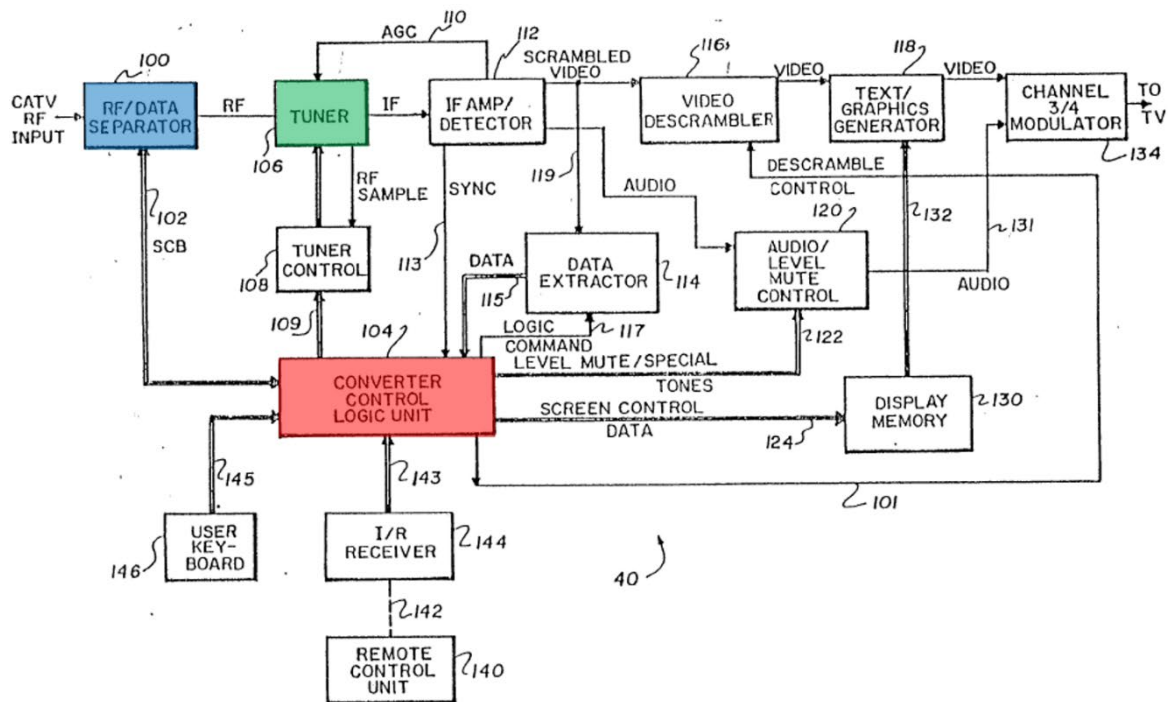 110
AGC
112
SCRAMBLED
VIDEO
116
VIDEO
118
VIDEO
100
CATV
RF
INPUT
RF/DATA
SEPARATOR
RF
TUNER
IF
IF AMP/
DETECTOR
VIDEO
DESCRAMBLER
TEXT/
GRAPHICS
GENERATOR
CHANNEL
3/4
MODULATOR
TO
TV
106
134
RF
SAMPLE
SYNC
119
AUDIO
DESCRAMBLE
CONTROL
102
SCB
132
131
120
TUNER
CONTROL
108
113
DATA
115
DATA
EXTRACTOR
114
AUDIO/
LEVEL
MUTE
CONTROL
AUDIO
109
104
LOGIC
COMMAND
117
122
LEVEL MUTE/SPECIAL
TONES
CONVERTER
CONTROL
LOGIC UNIT
SCREEN CONTROL
DATA
124
DISPLAY
MEMORY
130
145
143
101
USER
KEY-
BOARD
146
I/R
RECEIVER
144
40
142
REMOTE
CONTROL
UNIT
140